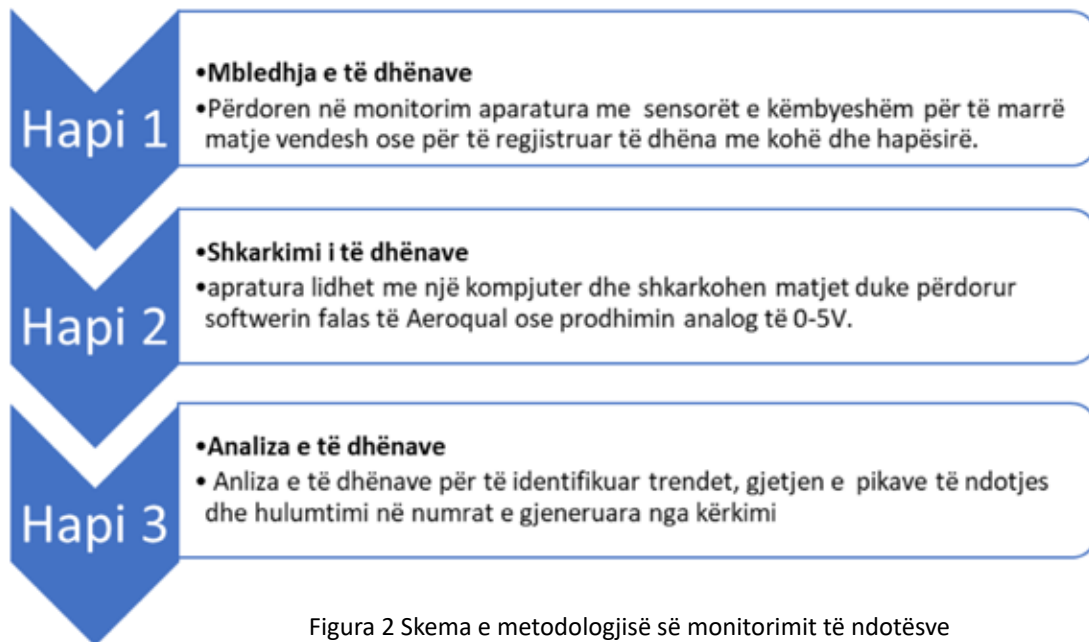 Hapi 1
•Mbledhja e të dhënave
•Përdoren në monitorim aparatura me sensorët e këmbyeshëm për të marrë
matje vendesh ose për të regjistruar të dhëna me kohë dhe hapësirë.
Hapi 2
•Shkarkimi i të dhënave
•apratura lidhet me një kompjuter dhe shkarkohen matjet duke përdorur
softwerin falas të Aeroqual ose prodhimin analog të 0-5V.
Hapi 3
•Analiza e të dhënave
• Anliza e të dhënave për të identifikuar trendet, gjetjen e pikave të ndotjes
dhe hulumtimi në numrat e gjeneruara nga kërkimi
Figura 2 Skema e metodologjisë së monitorimit të ndotësve